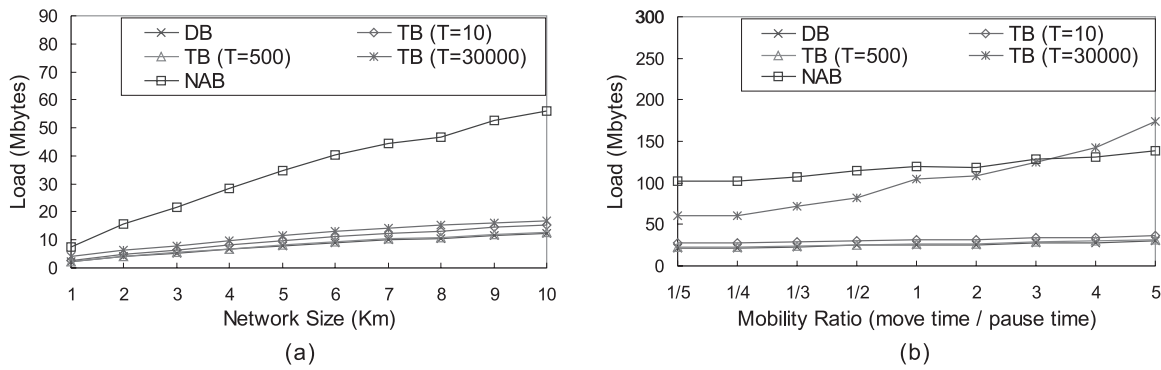 90
80
70
60
50
40
30
20
10
0
Load (Mbytes)
DB
TB (T=10)
TB (T=500)
TB (T=30000)
NAB
1 2 3 4 5 6 7 8 9 10
Network Size (Km)
(a)
300
250
200
150
100
50
0
Load (Mbytes)
DB
TB (T=10)
TB (T=500)
TB (T=30000)
NAB
1/5 1/4 1/3 1/2 1 2 3 4 5
Mobility Ratio (move time / pause time)
(b)